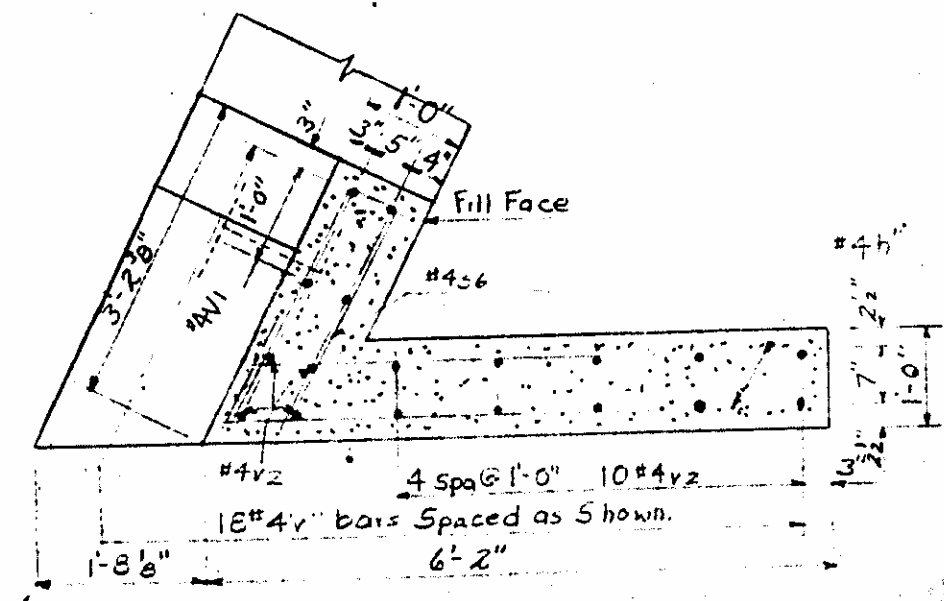 1'-0"
3"
3" 5" 4"
Fill Face
1'-0"
#4h"
3'-2 3/8"
#4V1
#4s6
2 1/2"
7"
1'-0"
3 1/2"
#4v2
4 Spa @ 1'-0" 10 #4v2
18 #4"v" bars Spaced as Shown.
1'-8 1/8"
6'-2"